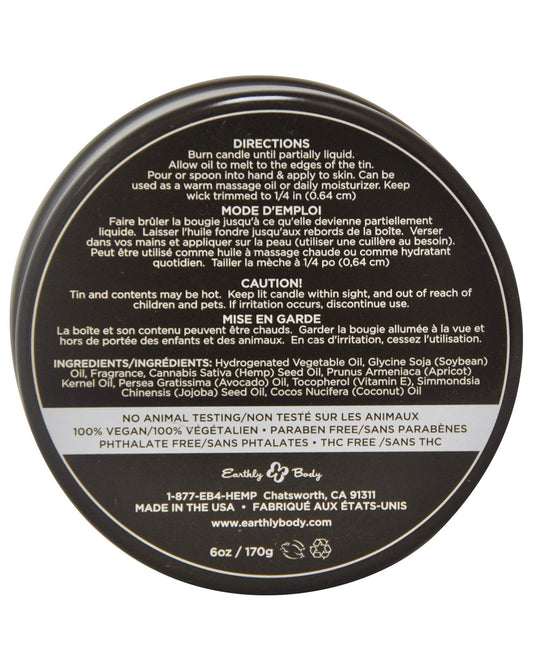 DIRECTIONS
Burn candle until partially liquid.
Allow oil to melt to the edges of the tin.
Pour or spoon into hand & apply to skin. Can be
used as a warm massage oil or daily moisturizer. Keep
wick trimmed to 1/4 in (0.64 cm)
MODE D'EMPLOI
Faire brûler la bougie jusqu'à ce qu'elle devienne partiellement
liquide. Laisser l'huile fondre jusqu'aux rebords de la boîte. Verser
dans vos mains et appliquer sur la peau (utiliser une cuillère au besoin).
Peut être utilisé comme huile à massage chaude ou comme hydratant
quotidien. Tailler la mèche à 1/4 po (0,64 cm)
CAUTION!
Tin and contents may be hot. Keep lit candle within sight, and out of reach of
children and pets. If irritation occurs, discontinue use.
MISE EN GARDE
La boîte et son contenu peuvent être chauds. Garder la bougie allumée à la vue et
hors de portée des enfants et des animaux. En cas d'irritation, cessez l'utilisation.
INGREDIENTS/INGRÉDIENTS: Hydrogenated Vegetable Oil, Glycine Soja (Soybean)
Oil, Fragrance, Cannabis Sativa (Hemp) Seed Oil, Prunus Armeniaca (Apricot)
Kernel Oil, Persea Gratissima (Avocado) Oil, Tocopherol (Vitamin E), Simmondsia
Chinensis (Jojoba) Seed Oil, Cocos Nucifera (Coconut) Oil
NO ANIMAL TESTING/NON TESTÉ SUR LES ANIMAUX
100% VEGAN/100% VÉGÉTALIEN • PARABEN FREE/SANS PARABÈNES
PHTHALATE FREE/SANS PHTALATES • THC FREE /SANS THC
Earthly Body
1-877-EB4-HEMP Chatsworth, CA 91311
MADE IN THE USA • FABRIQUÉ AUX ÉTATS-UNIS
www.earthlybody.com
6oz / 170g